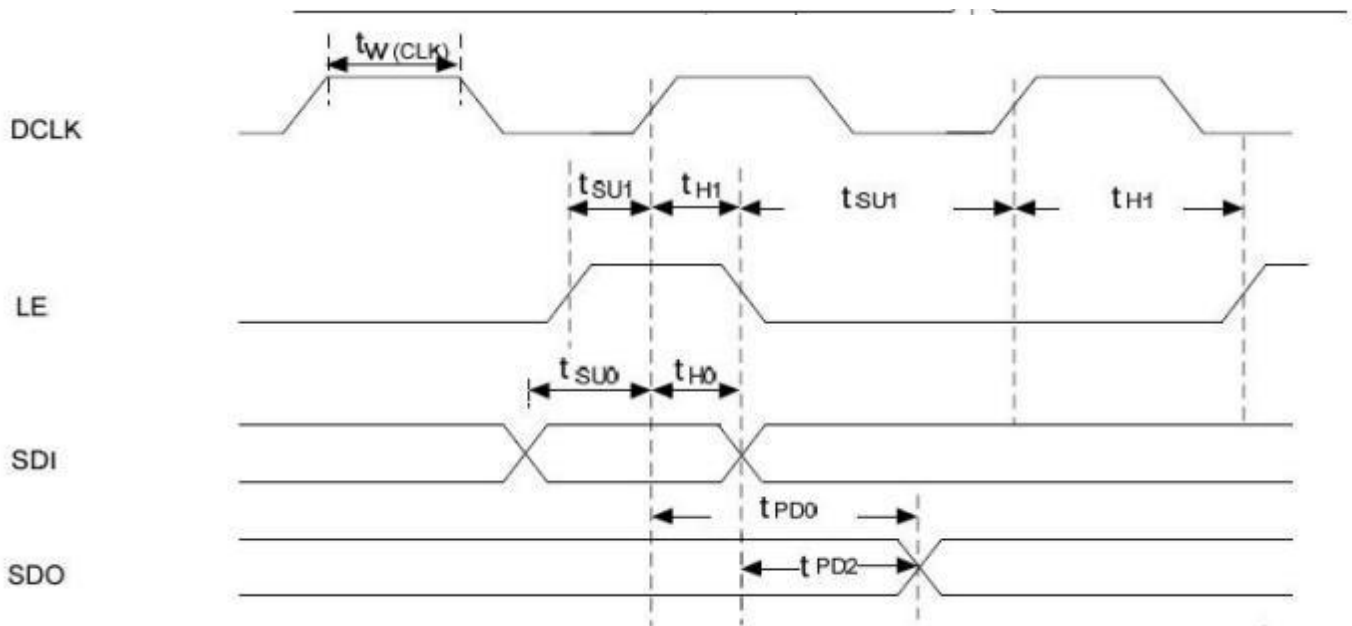 tW(CLK)
DCLK
tSU1 tH1 tSU1 tH1
LE
tSU0 tH0
SDI
tPD0
SDO
tPD2